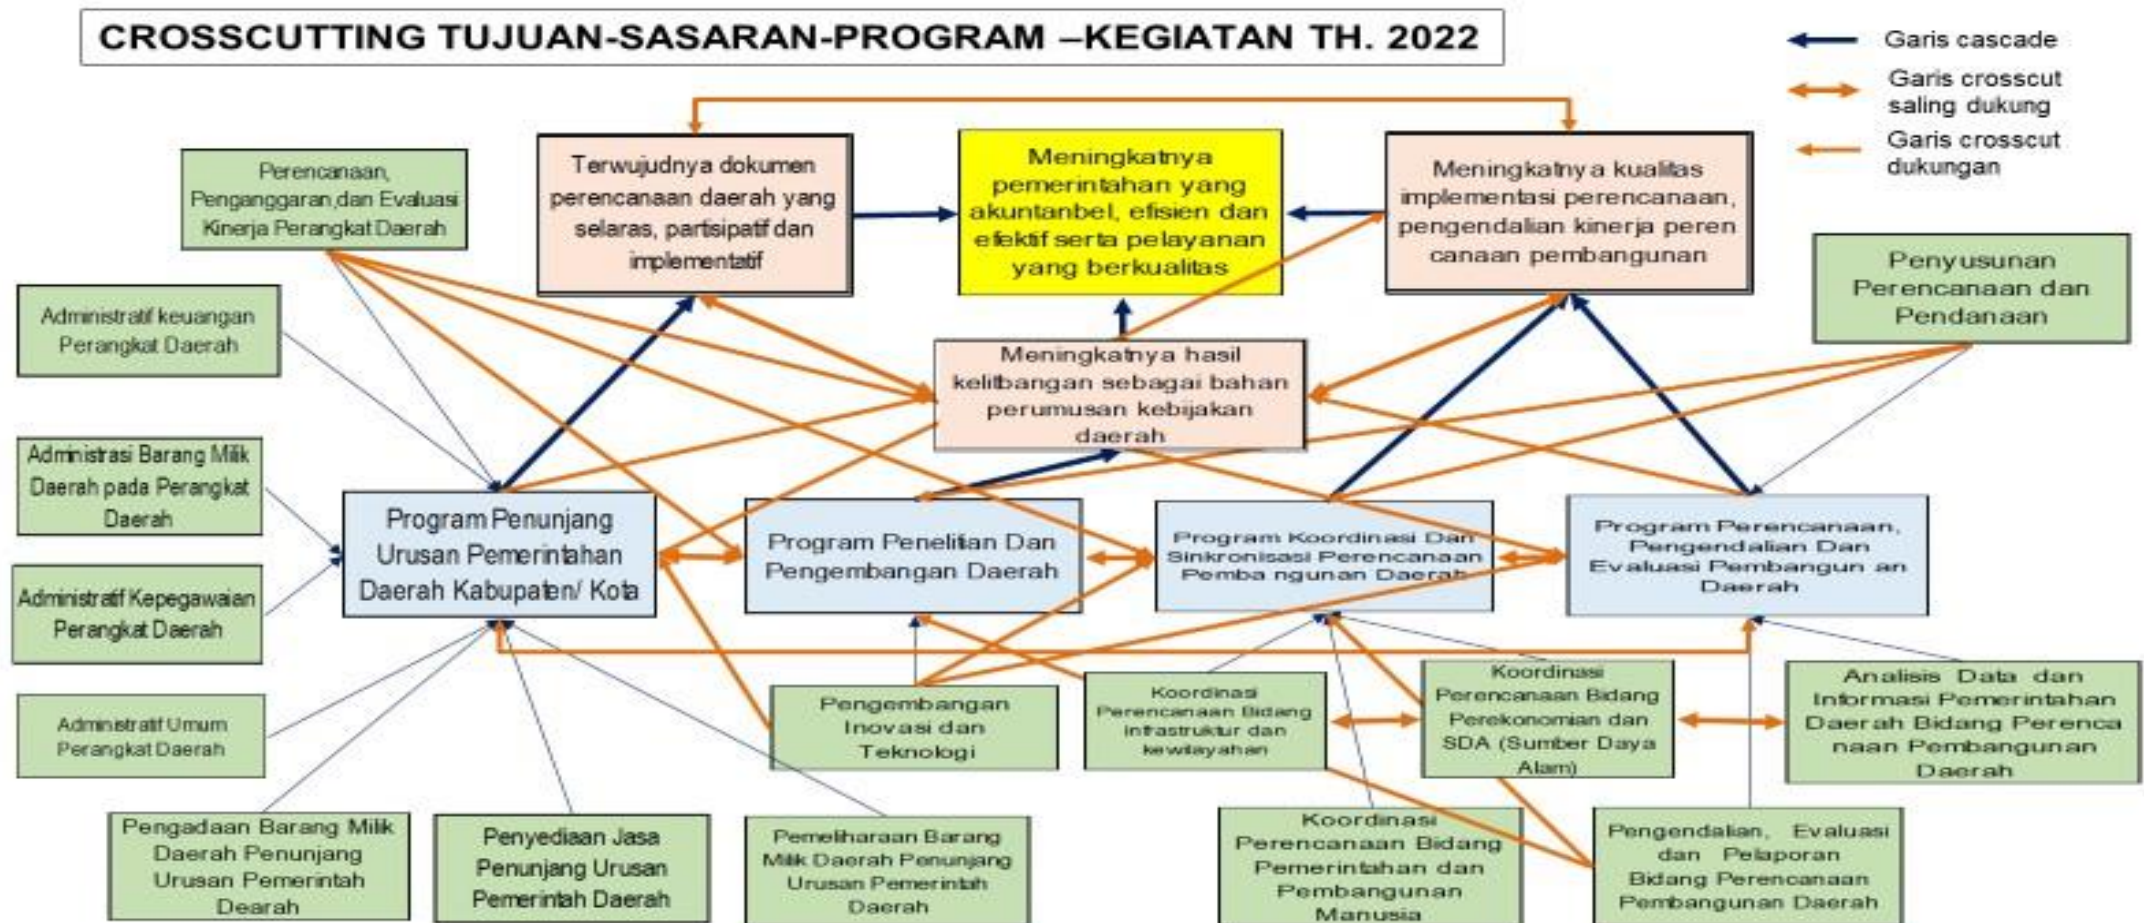 CROSSCUTTING TUJUAN-SASARAN-PROGRAM –KEGIATAN TH. 2022
Garis cascade
Garis crosscut
saling dukung
Garis crosscut
dukungan
Perencanaan,
Penganggaran,dan Evaluasi
Kinerja Perangkat Daerah
Terwujudnya dokumen
perencanaan daerah yang
selaras, partisipatif dan
implementatif
Meningkatnya
pemerintahan yang
akuntanbel, efisien dan
efektif serta pelayanan
yang berkualitas
Meningkatnya kualitas
implementasi perencanaan,
pengendalian kinerja peren
canaan pembangunan
Penyusunan
Perencanaan dan
Pendanaan
Administratif keuangan
Perangkat Daerah
Meningkatnya hasil
kelitbangan sebagai bahan
perumusan kebijakan
daerah
Administrasi Barang Milik
Daerah pada Perangkat
Daerah
Program Penunjang
Urusan Pemerintahan
Daerah Kabupaten/ Kota
Program Penelitian Dan
Pengembangan Daerah
Program Koordinasi Dan
Sinkronisasi Perencanaan
Pemba ngunan Daerah
Program Perencanaan,
Pengendalian Dan
Evaluasi Pembangun an
Daerah
Administratif Kepegawaian
Perangkat Daerah
Administratif Umum
Perangkat Daerah
Pengembangan
Inovasi dan
Teknologi
Koordinasi
Perencanaan Bidang
Infrastruktur dan
kewilayahan
Koordinasi
Perencanaan Bidang
Perekonomian dan
SDA (Sumber Daya
Alam)
Analisis Data dan
Informasi Pemerintahan
Daerah Bidang Perenca
naan Pembangunan
Daerah
Pengadaan Barang Milik
Daerah Penunjang
Urusan Pemerintah
Dearah
Penyediaan Jasa
Penunjang Urusan
Pemerintah Daerah
Pemeliharaan Barang
Milik Daerah Penunjang
Urusan Pemerintah
Daerah
Koordinasi
Perencanaan Bidang
Pemerintahan dan
Pembangunan
Manusia
Pengendalian, Evaluasi
dan Pelaporan
Bidang Perencanaan
Pembangunan Daerah